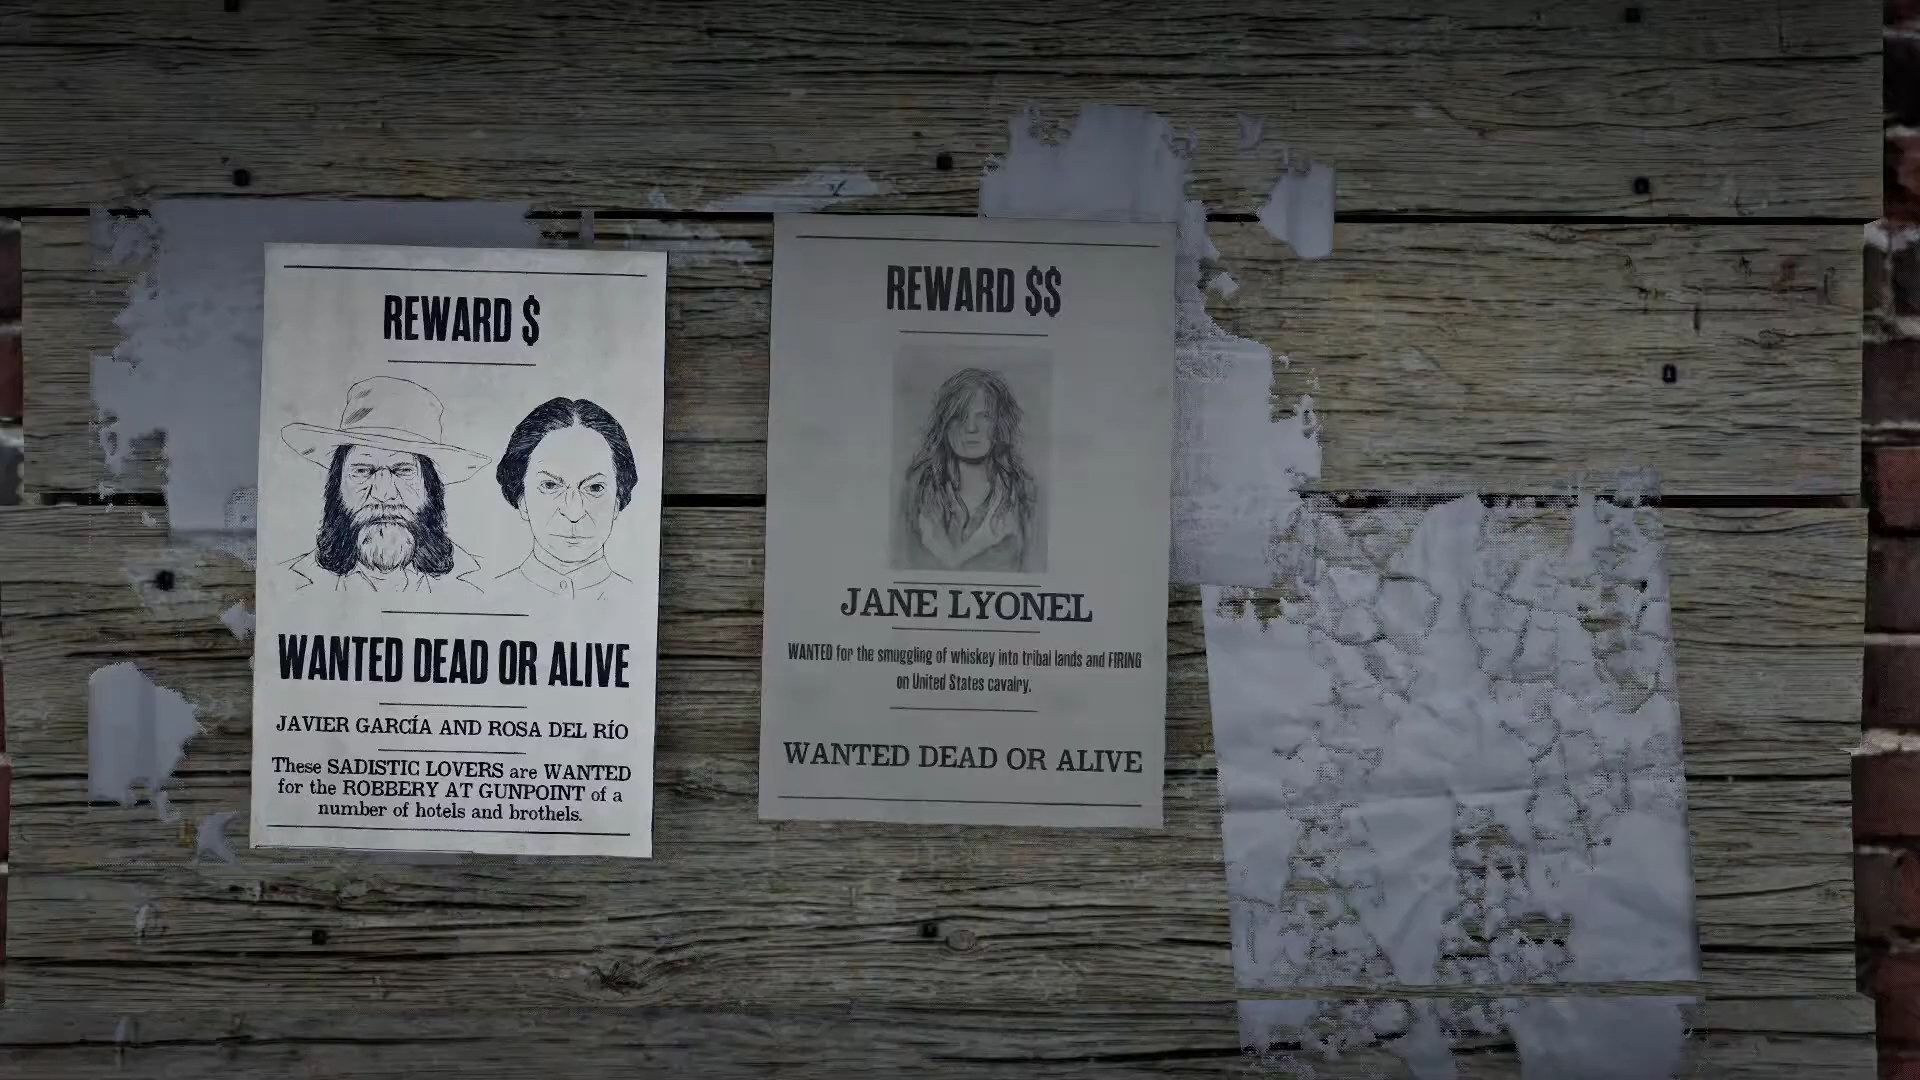 REWARD $
WANTED DEAD OR ALIVE
JAVIER GARCÍA AND ROSA DEL RÍO
These SADISTIC LOVERS are WANTED
for the ROBBERY AT GUNPOINT of a
number of hotels and brothels.
REWARD $$
JANE LYONEL
WANTED for the smuggling of whiskey into tribal lands and FIRING
on United States cavalry.
WANTED DEAD OR ALIVE